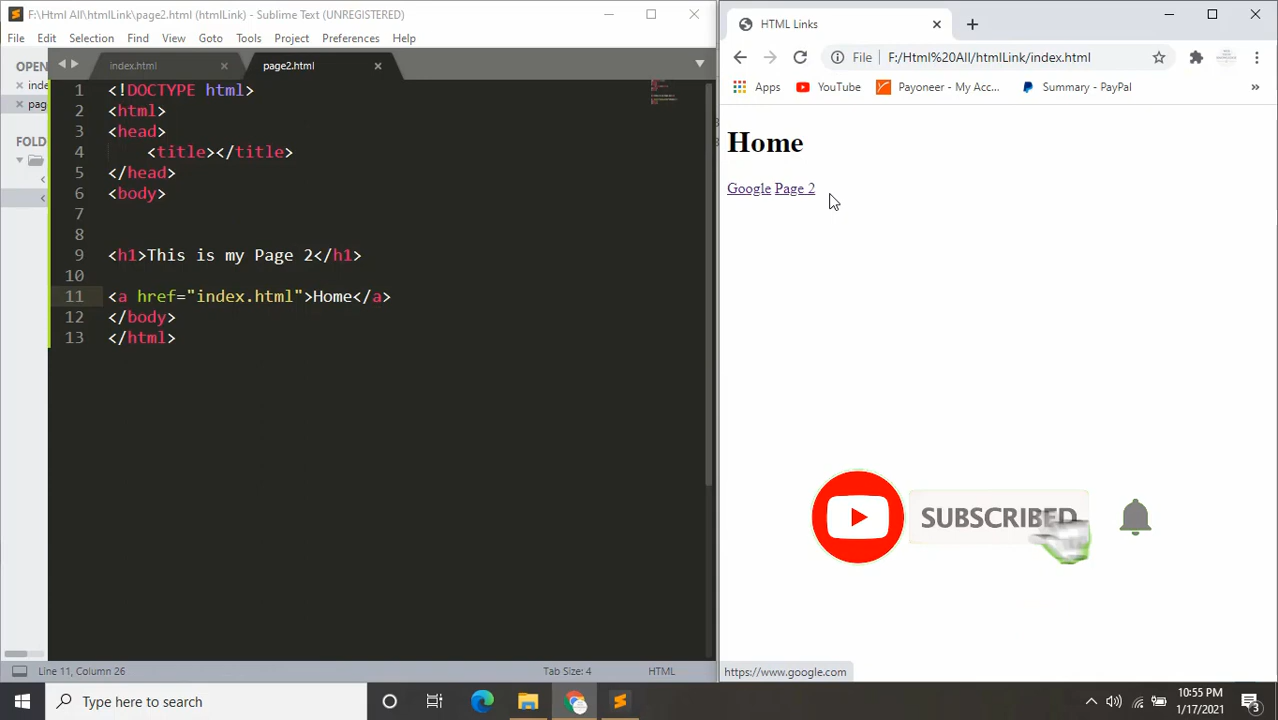 F:\Html All\htmlLink\page2.html (htmlLink) - Sublime Text (UNREGISTERED)
File Edit Selection Find View Goto Tools Project Preferences Help
OPEN
index.html
page2.html
inde
pag
FOLD
1 <!DOCTYPE html>
2 <html>
3 <head>
4 <title></title>
5 </head>
6 <body>
7
8
9 <h1>This is my Page 2</h1>
10
11 <a href="index.html">Home</a>
12 </body>
13 </html>
Line 11, Column 26
Tab Size: 4
HTML
HTML Links
File F:/Html%20All/htmlLink/index.html
Apps YouTube Payoneer - My Acc... Summary - PayPal »
Home
Google Page 2
SUBSCRIBED
https://www.google.com
Type here to search
10:55 PM
1/17/2021
3